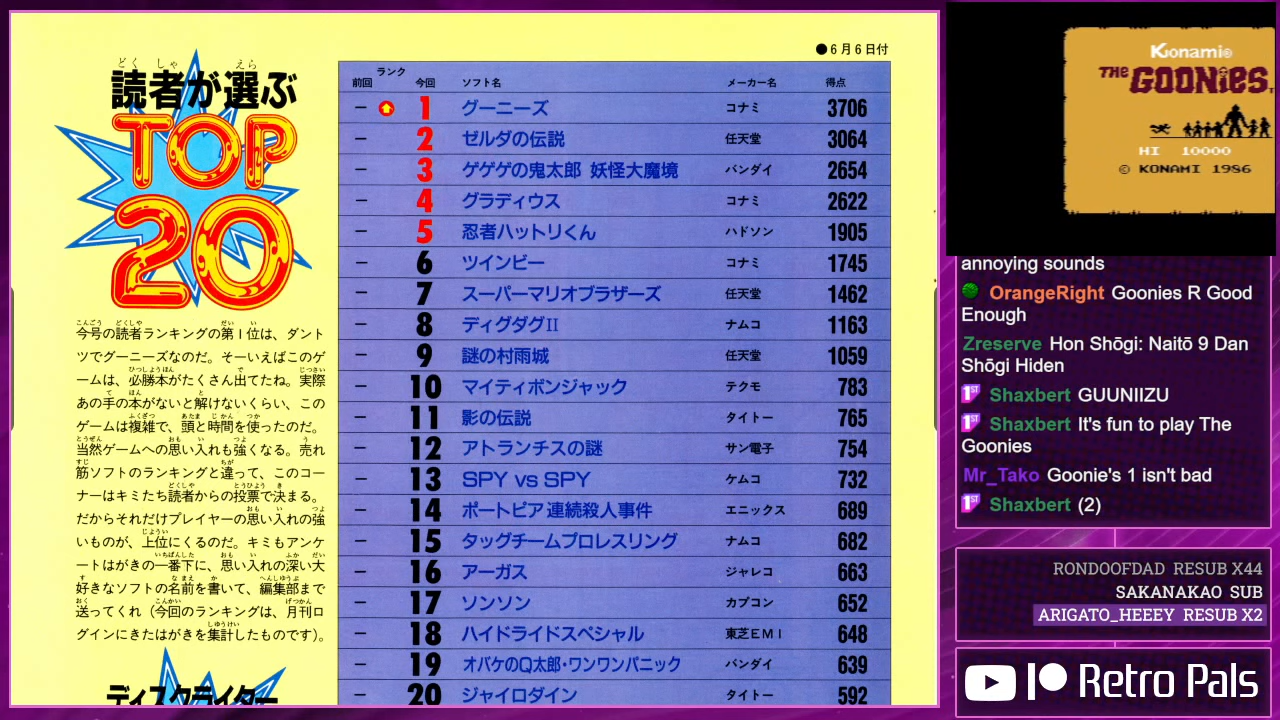 読者が選ぶ
どくしゃ えら
TOP
20
今号の読者ランキングの第1位は、ダント
ツでグーニーズなのだ。そーいえばこのゲ
ームは、必勝本がたくさん出てたね。実際
あの手の本がないと解けないくらい、この
ゲームは複雑で、頭と時間を使ったのだ。
当然ゲームへの思い入れも強くなる。売れ
筋ソフトのランキングと違って、このコー
ナーはキミたち読者からの投票で決まる。
だからそれだけプレイヤーの思い入れの強
いものが、上位にくるのだ。キミもアンケ
ートはがきの一番下に、思い入れの深い大
好きなソフトの名前を書いて、編集部まで
送ってくれ(今回のランキングは、月刊ロ
グインにきたはがきを集計したものです)。
ディスクライター
●6月6日付
ランク
前回 今回 ソフト名 メーカー名 得点
ー 1 グーニーズ コナミ 3706
ー 2 ゼルダの伝説 任天堂 3064
ー 3 ゲゲゲの鬼太郎 妖怪大魔境 バンダイ 2654
ー 4 グラディウス コナミ 2622
ー 5 忍者ハットリくん ハドソン 1905
ー 6 ツインビー コナミ 1745
ー 7 スーパーマリオブラザーズ 任天堂 1462
ー 8 ディグダグII ナムコ 1163
ー 9 謎の村雨城 任天堂 1059
ー 10 マイティボンジャック テクモ 783
ー 11 影の伝説 タイトー 765
ー 12 アトランチスの謎 サン電子 754
ー 13 SPY vs SPY ケムコ 732
ー 14 ポートピア連続殺人事件 エニックス 689
ー 15 タッグチームプロレスリング ナムコ 682
ー 16 アーガス ジャレコ 663
ー 17 ソンソン カプコン 652
ー 18 ハイドライドスペシャル 東芝EMI 648
ー 19 オバケのQ太郎・ワンワンパニック バンダイ 639
ー 20 ジャイロダイン タイトー 592
Konami®
THE GOONIES
HI 10000
© KONAMI 1986
annoying sounds
OrangeRight Goonies R Good
Enough
Zreserve Hon Shōgi: Naitō 9 Dan
Shōgi Hiden
1ST Shaxbert GUUNIIZU
1ST Shaxbert It's fun to play The
Goonies
Mr_Tako Goonie's 1 isn't bad
1ST Shaxbert (2)
RONDOOFDAD RESUB X44
SAKANAKAO SUB
ARIGATO_HEEEY RESUB X2
Retro Pals